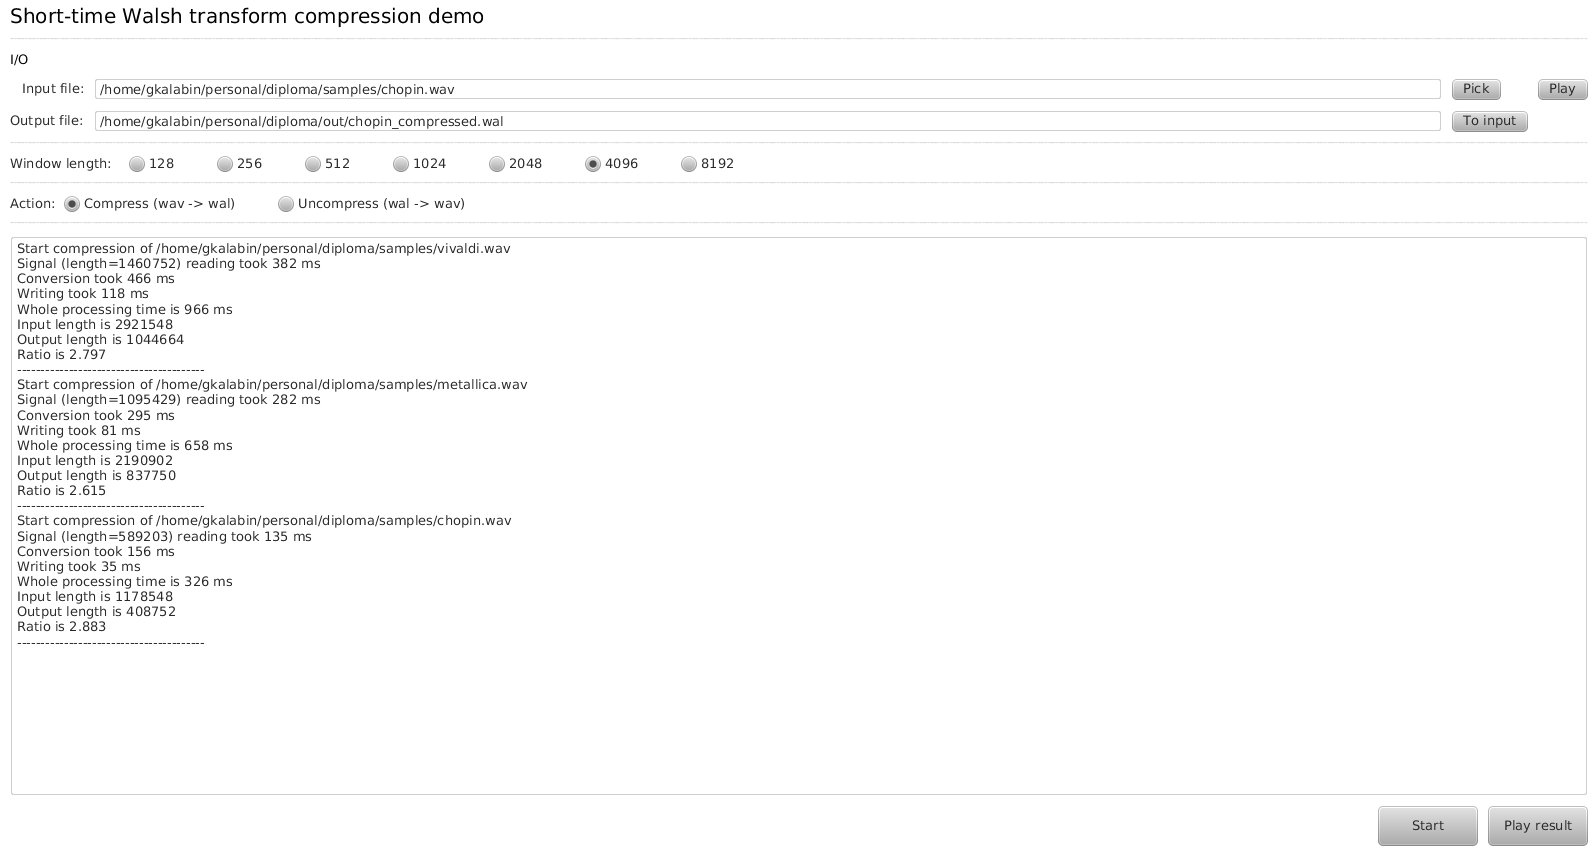 Short-time Walsh transform compression demo
I/O
Input file: /home/gkalabin/personal/diploma/samples/chopin.wav Pick Play
Output file: /home/gkalabin/personal/diploma/out/chopin_compressed.wal To input
Window length: 128 256 512 1024 2048 4096 8192
Action: Compress (wav -> wal) Uncompress (wal -> wav)
Start compression of /home/gkalabin/personal/diploma/samples/vivaldi.wav
Signal (length=1460752) reading took 382 ms
Conversion took 466 ms
Writing took 118 ms
Whole processing time is 966 ms
Input length is 2921548
Output length is 1044664
Ratio is 2.797
----------------------------------------
Start compression of /home/gkalabin/personal/diploma/samples/metallica.wav
Signal (length=1095429) reading took 282 ms
Conversion took 295 ms
Writing took 81 ms
Whole processing time is 658 ms
Input length is 2190902
Output length is 837750
Ratio is 2.615
----------------------------------------
Start compression of /home/gkalabin/personal/diploma/samples/chopin.wav
Signal (length=589203) reading took 135 ms
Conversion took 156 ms
Writing took 35 ms
Whole processing time is 326 ms
Input length is 1178548
Output length is 408752
Ratio is 2.883
----------------------------------------
Start Play result